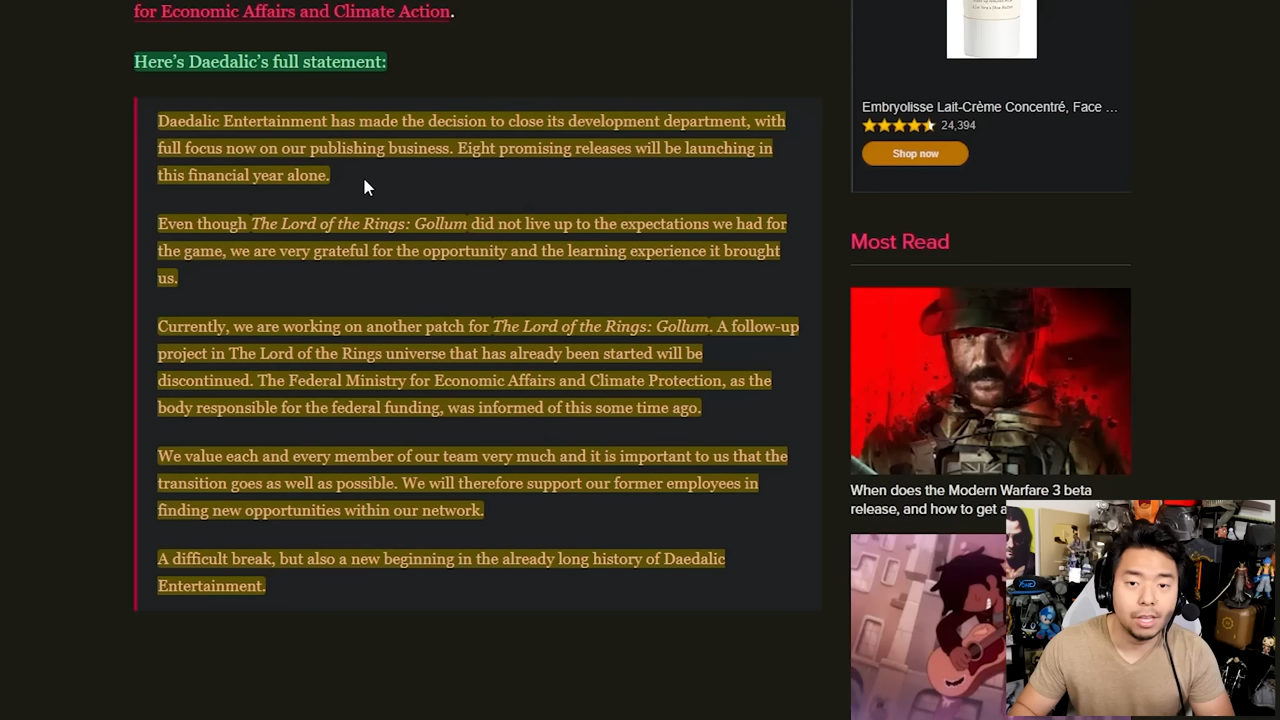 for Economic Affairs and Climate Action.
Here's Daedalic's full statement:
Daedalic Entertainment has made the decision to close its development department, with
full focus now on our publishing business. Eight promising releases will be launching in
this financial year alone.
Even though The Lord of the Rings: Gollum did not live up to the expectations we had for
the game, we are very grateful for the opportunity and the learning experience it brought
us.
Currently, we are working on another patch for The Lord of the Rings: Gollum. A follow-up
project in The Lord of the Rings universe that has already been started will be
discontinued. The Federal Ministry for Economic Affairs and Climate Protection, as the
body responsible for the federal funding, was informed of this some time ago.
We value each and every member of our team very much and it is important to us that the
transition goes as well as possible. We will therefore support our former employees in
finding new opportunities within our network.
A difficult break, but also a new beginning in the already long history of Daedalic
Entertainment.
Embryolisse Lait-Crème Concentré, Face ...
24,394
Shop now
Most Read
When does the Modern Warfare 3 beta
release, and how to get a